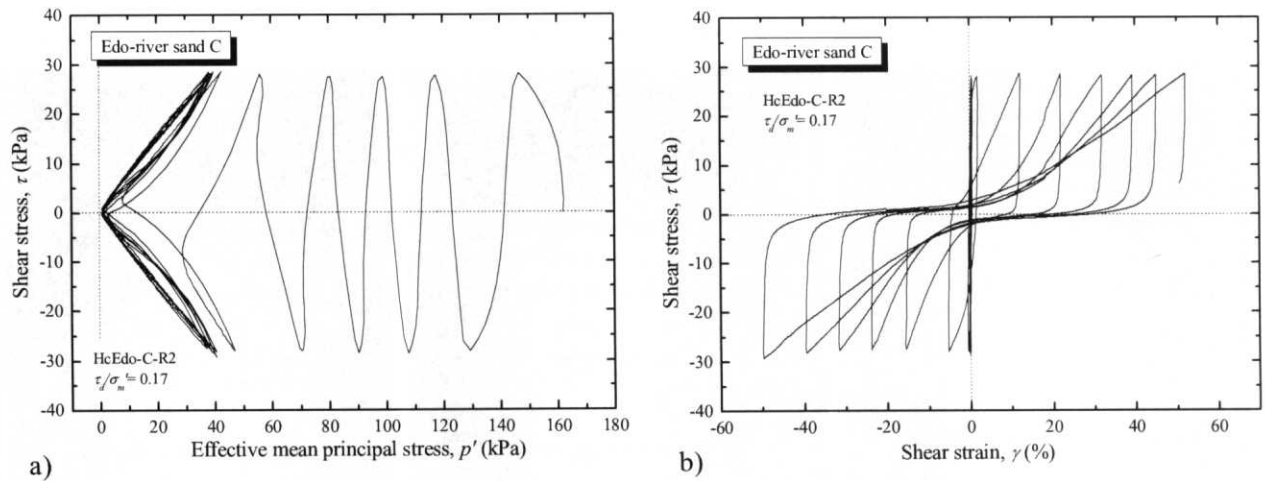 40
30
20
10
0
-10
-20
-30
-40
Shear stress, τ (kPa)
Edo-river sand C
HcEdo-C-R2
τd/σm'= 0.17
0 20 40 60 80 100 120 140 160 180
Effective mean principal stress, p' (kPa)
a)
40
30
20
10
0
-10
-20
-30
-40
Shear stress, τ (kPa)
Edo-river sand C
HcEdo-C-R2
τd/σm'= 0.17
-60 -40 -20 0 20 40 60
Shear strain, γ (%)
b)